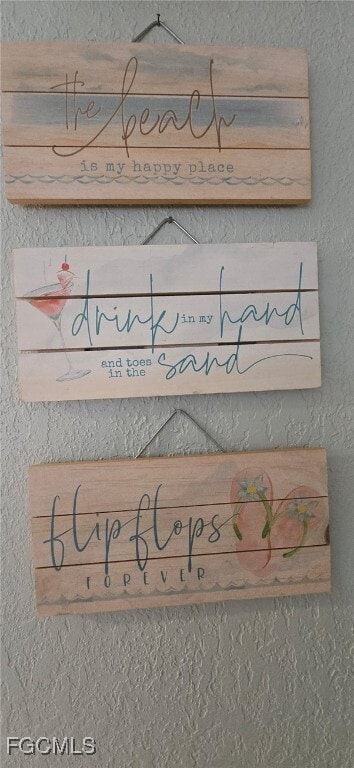 the beach
is my happy place
drink in my hand
and toes
in the sand
flip flops
FOREVER
FGCMLS